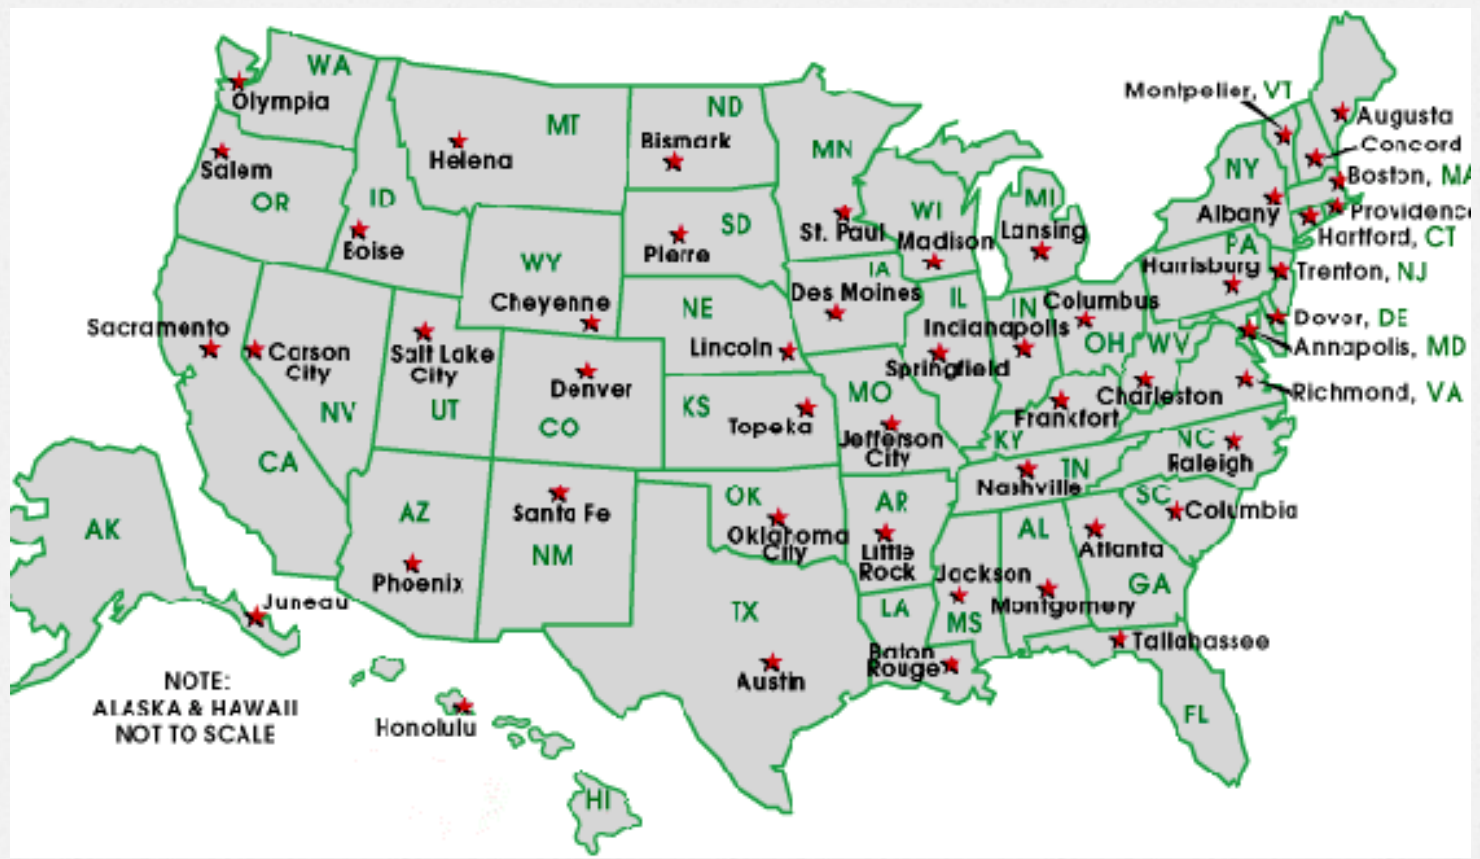 WA
Olympia
MT
Helena
ND
Bismark
MN
Montpelier, VT
Augusta
Concord
Boston, MA
Salem
OR
ID
Boise
SD
Pierre
St. Paul
WI
Madison
MI
Lansing
NY
Albany
Providenc
Hartford, CT
WY
Cheyenne
NE
Lincoln
IA
Des Moines
IL
Springfield
IN
Indianapolis
Columbus
OH
PA
Harrisburg
Trenton, NJ
Dover, DE
Annapolis, MD
Sacramento
Carson
City
NV
Salt Lake
City
UT
Denver
CO
KS
Topeka
MO
Jefferson
City
KY
Frankfort
WV
Charleston
Richmond, VA
CA
AZ
Phoenix
Santa Fe
NM
OK
Oklahoma
City
AR
Little
Rock
TN
Nashville
NC
Raleigh
SC
Columbia
AK
Juneau
TX
Austin
LA
Baton
Rouge
Jackson
MS
AL
Montgomery
Atlanta
GA
Tallahassee
FL
NOTE:
ALASKA & HAWAII
NOT TO SCALE
Honolulu
HI